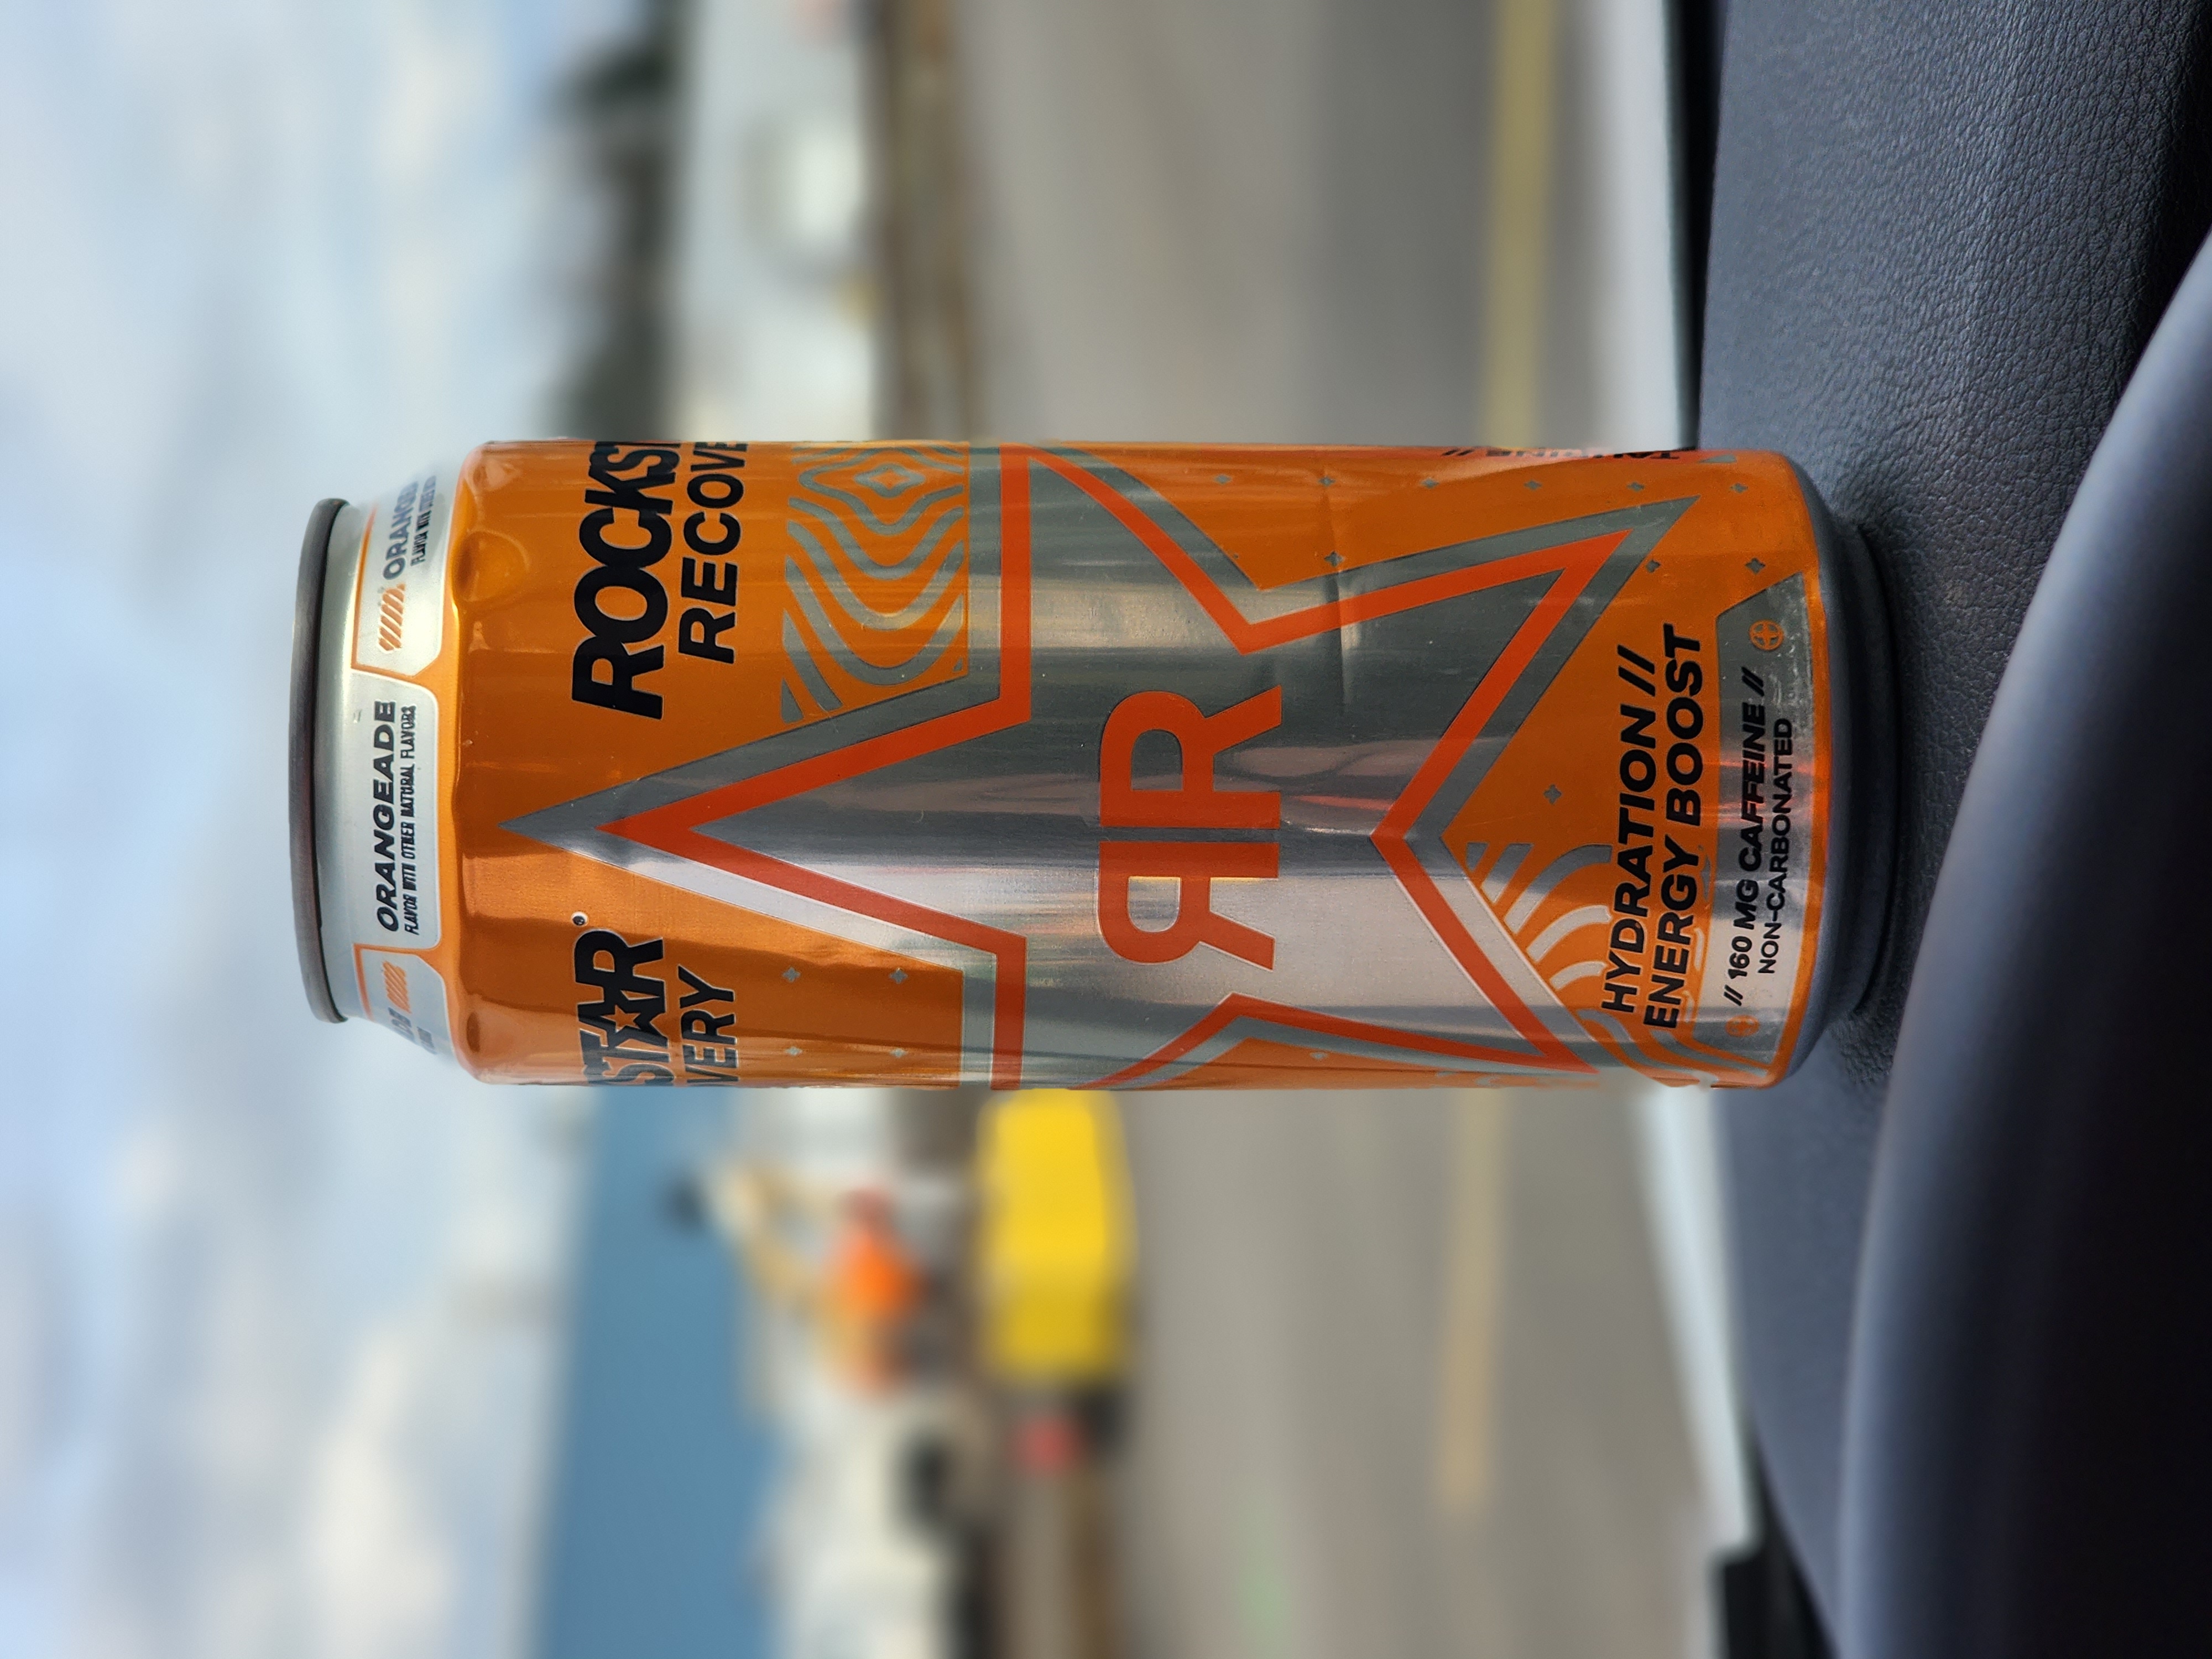 ORANGEADE
FLAVOR WITH OTHER NATURAL FLAVORS
ORANGE
STAR®
VERY
ROCKST
RECOVE
RR
HYDRATION //
ENERGY BOOST
// 160 MG CAFFEINE //
NON-CARBONATED